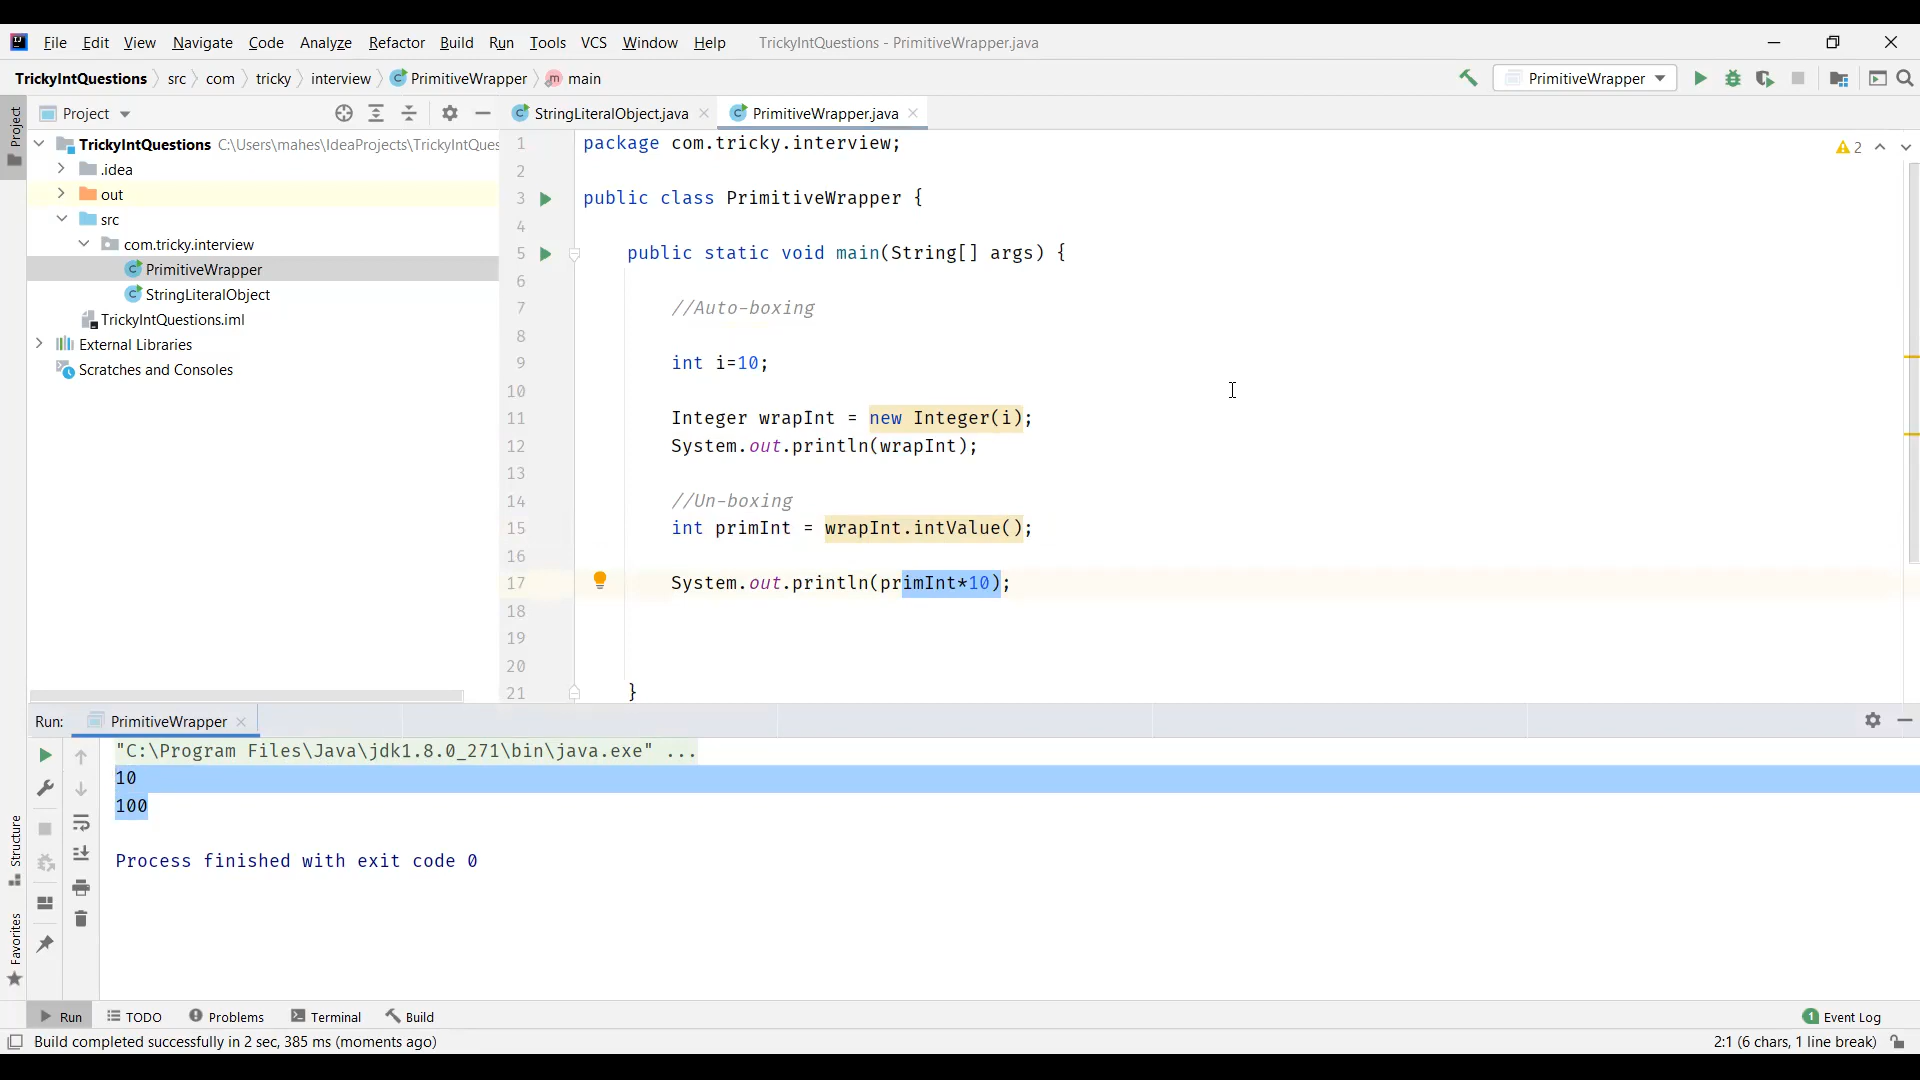 File Edit View Navigate Code Analyze Refactor Build Run Tools VCS Window Help TrickyIntQuestions - PrimitiveWrapper.java
TrickyIntQuestions src com tricky interview PrimitiveWrapper main PrimitiveWrapper
Project
Project
StringLiteralObject.java PrimitiveWrapper.java
TrickyIntQuestions C:\Users\mahes\IdeaProjects\TrickyIntQues
.idea
out
src
com.tricky.interview
PrimitiveWrapper
StringLiteralObject
TrickyIntQuestions.iml
External Libraries
Scratches and Consoles
2
1 package com.tricky.interview;
2
3 public class PrimitiveWrapper {
4
5 public static void main(String[] args) {
6
7 //Auto-boxing
8
9 int i=10;
10
11 Integer wrapInt = new Integer(i);
12 System.out.println(wrapInt);
13
14 //Un-boxing
15 int primInt = wrapInt.intValue();
16
17 System.out.println(primInt*10);
18
19
20
21 }
Run: PrimitiveWrapper
"C:\Program Files\Java\jdk1.8.0_271\bin\java.exe" ...
10
100
Process finished with exit code 0
Structure
Favorites
Run TODO Problems Terminal Build 1 Event Log
Build completed successfully in 2 sec, 385 ms (moments ago) 2:1 (6 chars, 1 line break)